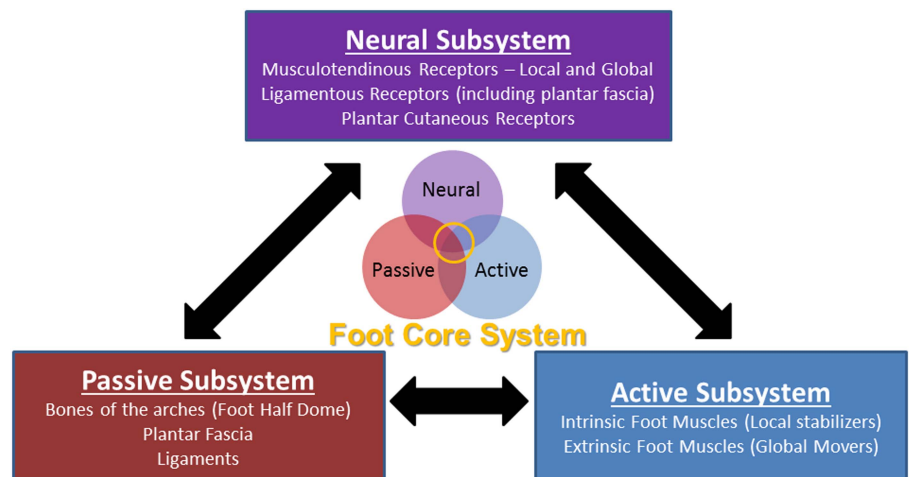 Neural Subsystem
Musculotendinous Receptors – Local and Global
Ligamentous Receptors (including plantar fascia)
Plantar Cutaneous Receptors
Neural
Passive
Active
Foot Core System
Passive Subsystem
Bones of the arches (Foot Half Dome)
Plantar Fascia
Ligaments
Active Subsystem
Intrinsic Foot Muscles (Local stabilizers)
Extrinsic Foot Muscles (Global Movers)